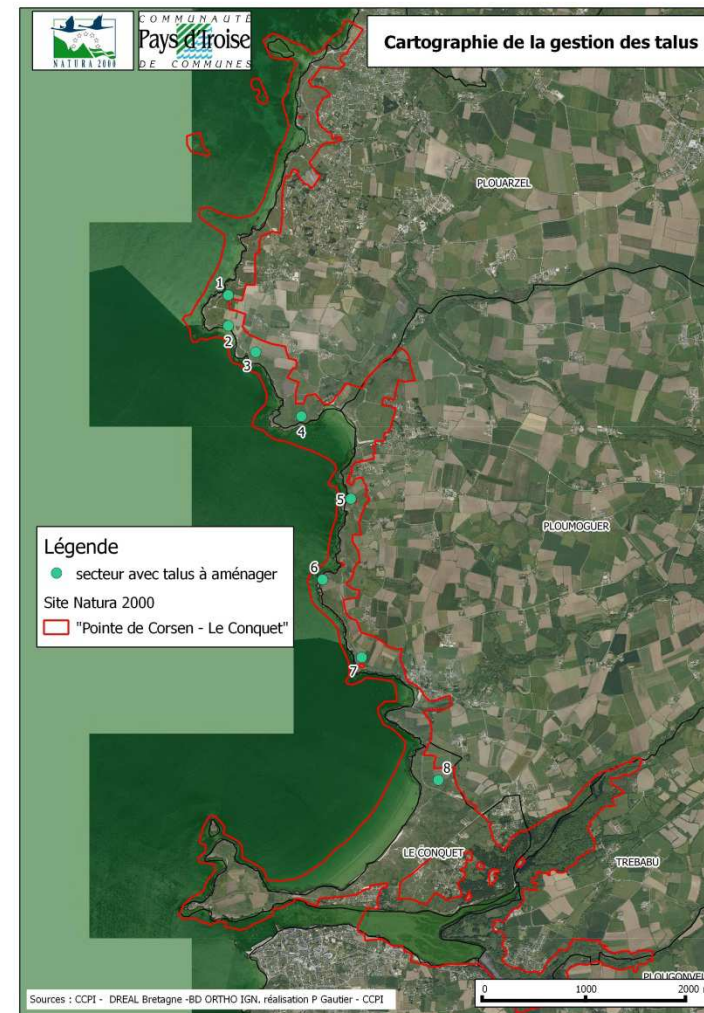 NATURA 2000
COMMUNAUTÉ
Pays d'Iroise
DE COMMUNES
Cartographie de la gestion des talus
PLOUARZEL
1
2
3
4
5
PLOUMOGUER
Légende
secteur avec talus à aménager
Site Natura 2000
"Pointe de Corsen - Le Conquet"
6
7
8
LE CONQUET
TREBABU
Sources : CCPI - DREAL Bretagne -BD ORTHO IGN. réalisation P Gautier - CCPI
0 1000 2000